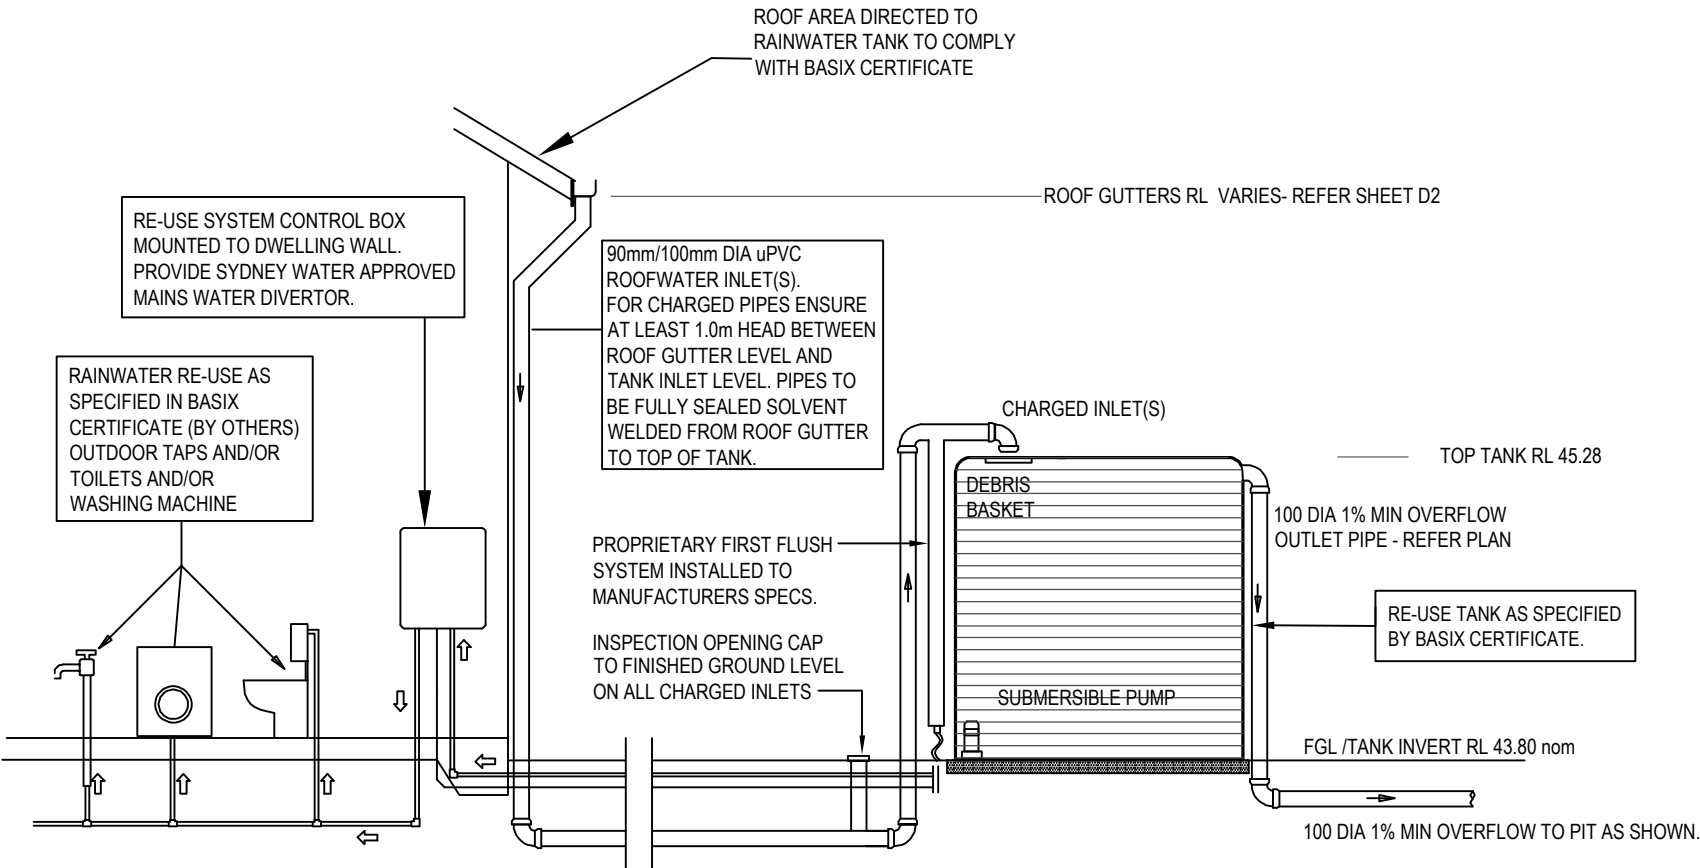 ROOF AREA DIRECTED TO
RAINWATER TANK TO COMPLY
WITH BASIX CERTIFICATE
ROOF GUTTERS RL VARIES- REFER SHEET D2
RE-USE SYSTEM CONTROL BOX
MOUNTED TO DWELLING WALL.
PROVIDE SYDNEY WATER APPROVED
MAINS WATER DIVERTOR.
90mm/100mm DIA uPVC
ROOFWATER INLET(S).
FOR CHARGED PIPES ENSURE
AT LEAST 1.0m HEAD BETWEEN
ROOF GUTTER LEVEL AND
TANK INLET LEVEL. PIPES TO
BE FULLY SEALED SOLVENT
WELDED FROM ROOF GUTTER
TO TOP OF TANK.
RAINWATER RE-USE AS
SPECIFIED IN BASIX
CERTIFICATE (BY OTHERS)
OUTDOOR TAPS AND/OR
TOILETS AND/OR
WASHING MACHINE
CHARGED INLET(S)
TOP TANK RL 45.28
DEBRIS
BASKET
100 DIA 1% MIN OVERFLOW
OUTLET PIPE - REFER PLAN
PROPRIETARY FIRST FLUSH
SYSTEM INSTALLED TO
MANUFACTURERS SPECS.
RE-USE TANK AS SPECIFIED
BY BASIX CERTIFICATE.
INSPECTION OPENING CAP
TO FINISHED GROUND LEVEL
ON ALL CHARGED INLETS
SUBMERSIBLE PUMP
FGL /TANK INVERT RL 43.80 nom
100 DIA 1% MIN OVERFLOW TO PIT AS SHOWN.